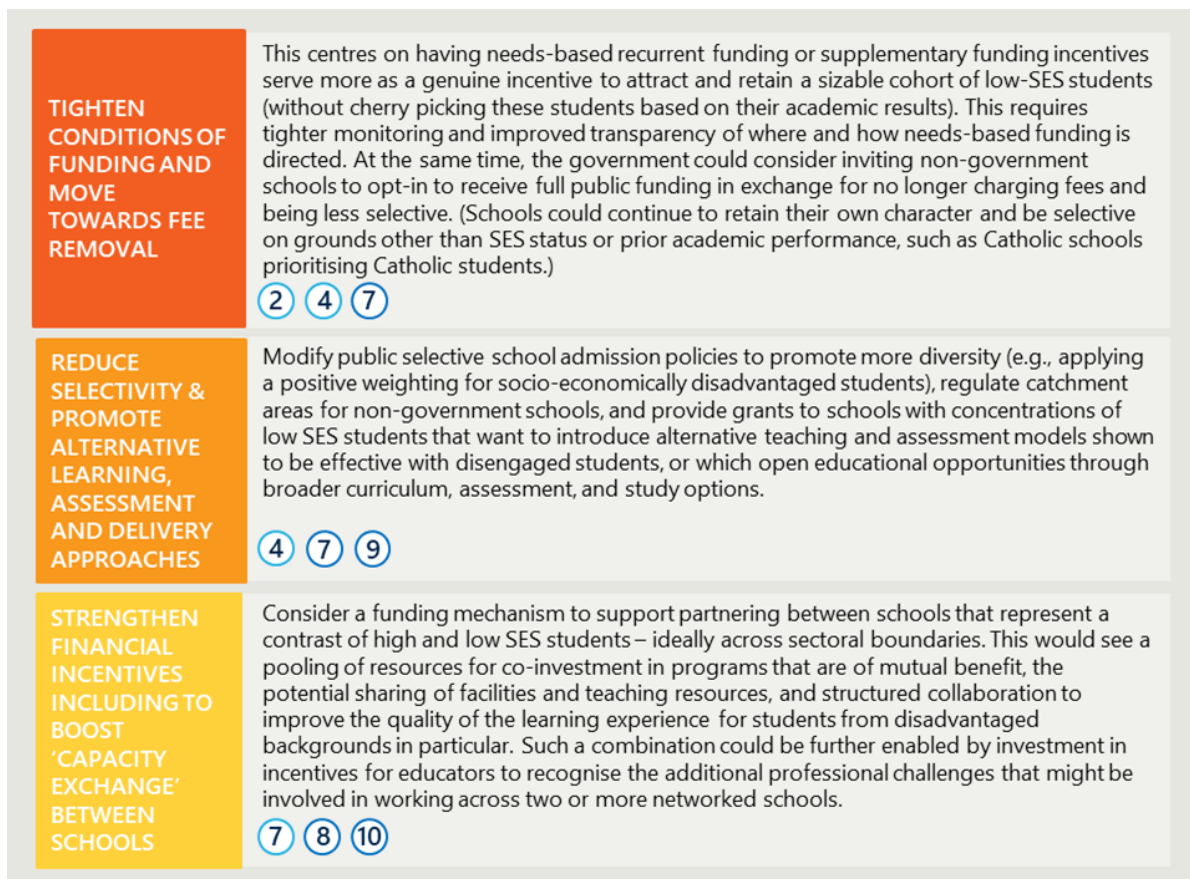 TIGHTEN
CONDITIONS OF
FUNDING AND
MOVE
TOWARDS FEE
REMOVAL
This centres on having needs-based recurrent funding or supplementary funding incentives
serve more as a genuine incentive to attract and retain a sizable cohort of low-SES students
(without cherry picking these students based on their academic results). This requires
tighter monitoring and improved transparency of where and how needs-based funding is
directed. At the same time, the government could consider inviting non-government
schools to opt-in to receive full public funding in exchange for no longer charging fees and
being less selective. (Schools could continue to retain their own character and be selective
on grounds other than SES status or prior academic performance, such as Catholic schools
prioritising Catholic students.)
2 4 7
REDUCE
SELECTIVITY &
PROMOTE
ALTERNATIVE
LEARNING,
ASSESSMENT
AND DELIVERY
APPROACHES
Modify public selective school admission policies to promote more diversity (e.g., applying
a positive weighting for socio-economically disadvantaged students), regulate catchment
areas for non-government schools, and provide grants to schools with concentrations of
low SES students that want to introduce alternative teaching and assessment models shown
to be effective with disengaged students, or which open educational opportunities through
broader curriculum, assessment, and study options.
4 7 9
STRENGTHEN
FINANCIAL
INCENTIVES
INCLUDING TO
BOOST
‘CAPACITY
EXCHANGE’
BETWEEN
SCHOOLS
Consider a funding mechanism to support partnering between schools that represent a
contrast of high and low SES students – ideally across sectoral boundaries. This would see a
pooling of resources for co-investment in programs that are of mutual benefit, the
potential sharing of facilities and teaching resources, and structured collaboration to
improve the quality of the learning experience for students from disadvantaged
backgrounds in particular. Such a combination could be further enabled by investment in
incentives for educators to recognise the additional professional challenges that might be
involved in working across two or more networked schools.
7 8 10